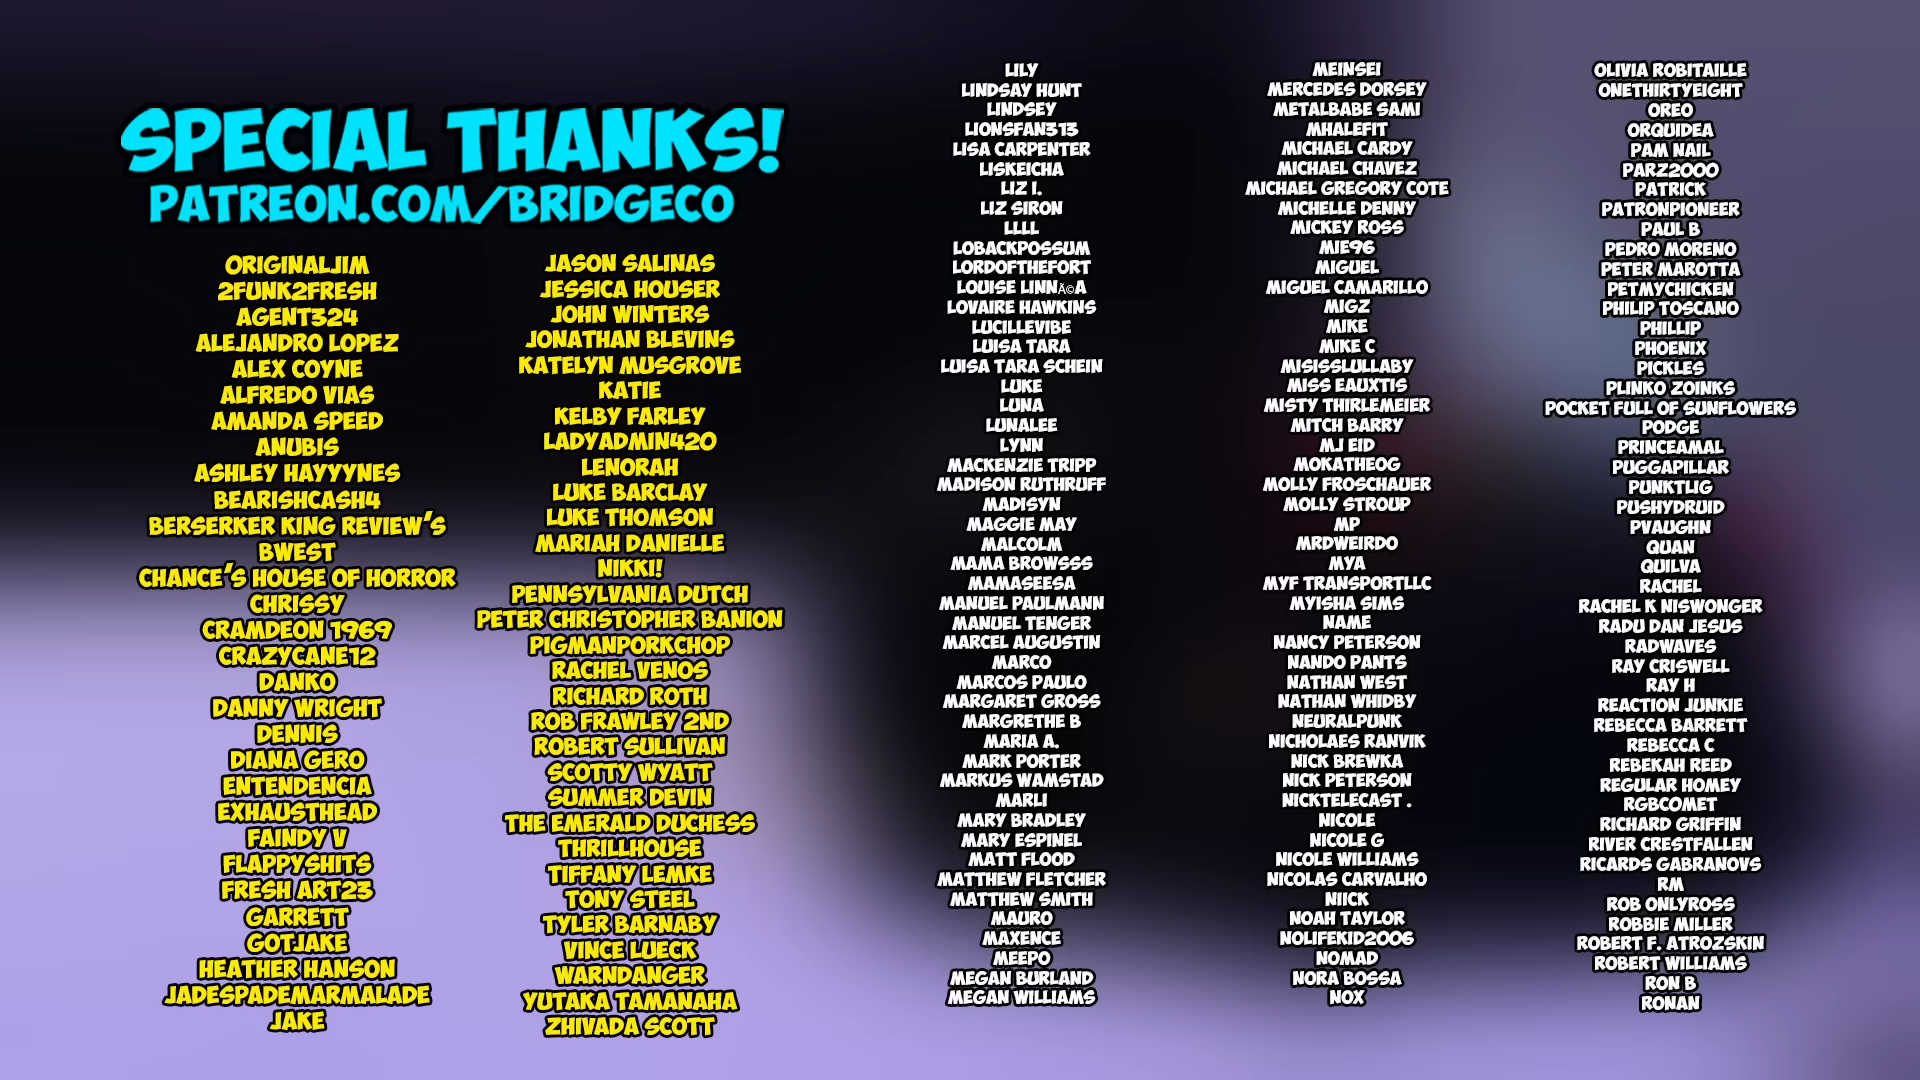 SPECIAL THANKS!
PATREON.COM/BRIDGECO
ORIGINALJIM
2FUNK2FRESH
AGENT324
ALEJANDRO LOPEZ
ALEX COYNE
ALFREDO VIAS
AMANDA SPEED
ANUBIS
ASHLEY HAYYYNES
BEARISHCASH4
BERSERKER KING REVIEW'S
BWEST
CHANCE'S HOUSE OF HORROR
CHRISSY
CRAMDEON 1969
CRAZYCANE12
DANKO
DANNY WRIGHT
DENNIS
DIANA GERO
ENTENDENCIA
EXHAUSTHEAD
FAINDY V
FLAPPYSHITS
FRESH ART23
GARRETT
GOTJAKE
HEATHER HANSON
JADESPADEMARMALADE
JAKE
JASON SALINAS
JESSICA HOUSER
JOHN WINTERS
JONATHAN BLEVINS
KATELYN MUSGROVE
KATIE
KELBY FARLEY
LADYADMIN420
LENORAH
LUKE BARCLAY
LUKE THOMSON
MARIAH DANIELLE
NIKKI!
PENNSYLVANIA DUTCH
PETER CHRISTOPHER BANION
PIGMANPORKCHOP
RACHEL VENOS
RICHARD ROTH
ROB FRAWLEY 2ND
ROBERT SULLIVAN
SCOTTY WYATT
SUMMER DEVIN
THE EMERALD DUCHESS
THRILLHOUSE
TIFFANY LEMKE
TONY STEEL
TYLER BARNABY
VINCE LUECK
WARNDANGER
YUTAKA TAMANAHA
ZHIVADA SCOTT
LILY
LINDSAY HUNT
LINDSEY
LIONSFAN313
LISA CARPENTER
LISKEICHA
LIZ I.
LIZ SIRON
LLLL
LOBACKPOSSUM
LORDOFTHEFORT
LOUISE LINNÃ©A
LOVAIRE HAWKINS
LUCILLEVIBE
LUISA TARA
LUISA TARA SCHEIN
LUKE
LUNA
LUNALEE
LYNN
MACKENZIE TRIPP
MADISON RUTHRUFF
MADISYN
MAGGIE MAY
MALCOLM
MAMA BROWSSS
MAMASEESA
MANUEL PAULMANN
MANUEL TENGER
MARCEL AUGUSTIN
MARCO
MARCOS PAULO
MARGARET GROSS
MARGRETHE B
MARIA A.
MARK PORTER
MARKUS WAMSTAD
MARLI
MARY BRADLEY
MARY ESPINEL
MATT FLOOD
MATTHEW FLETCHER
MATTHEW SMITH
MAURO
MAXENCE
MEEPO
MEGAN BURLAND
MEGAN WILLIAMS
MEINSEI
MERCEDES DORSEY
METALBABE SAMI
MHALEFIT
MICHAEL CARDY
MICHAEL CHAVEZ
MICHAEL GREGORY COTE
MICHELLE DENNY
MICKEY ROSS
MIE96
MIGUEL
MIGUEL CAMARILLO
MIGZ
MIKE
MIKE C
MISISSLULLABY
MISS EAUXTIS
MISTY THIRLEMEIER
MITCH BARRY
MJ EID
MOKATHEOG
MOLLY FROSCHAUER
MOLLY STROUP
MP
MRDWEIRDO
MYA
MYF TRANSPORTLLC
MYISHA SIMS
NAME
NANCY PETERSON
NANDO PANTS
NATHAN WEST
NATHAN WHIDBY
NEURALPUNK
NICHOLAES RANVIK
NICK BREWKA
NICK PETERSON
NICKTELECAST .
NICOLE
NICOLE G
NICOLE WILLIAMS
NICOLAS CARVALHO
NIICK
NOAH TAYLOR
NOLIFEKID2006
NOMAD
NORA BOSSA
NOX
OLIVIA ROBITAILLE
ONETHIRTYEIGHT
OREO
ORQUIDEA
PAM NAIL
PARZ2000
PATRICK
PATRONPIONEER
PAUL B
PEDRO MORENO
PETER MAROTTA
PETMYCHICKEN
PHILIP TOSCANO
PHILLIP
PHOENIX
PICKLES
PLINKO ZOINKS
POCKET FULL OF SUNFLOWERS
PODGE
PRINCEAMAL
PUGGAPILLAR
PUNKTLIG
PUSHYDRUID
PVAUGHN
QUAN
QUILVA
RACHEL
RACHEL K NISWONGER
RADU DAN JESUS
RADWAVES
RAY CRISWELL
RAY H
REACTION JUNKIE
REBECCA BARRETT
REBECCA C
REBEKAH REED
REGULAR HOMEY
RGBCOMET
RICHARD GRIFFIN
RIVER CRESTFALLEN
RICARDS GABRANOVS
RM
ROB ONLYROSS
ROBBIE MILLER
ROBERT F. ATROZSKIN
ROBERT WILLIAMS
RON B
RONAN